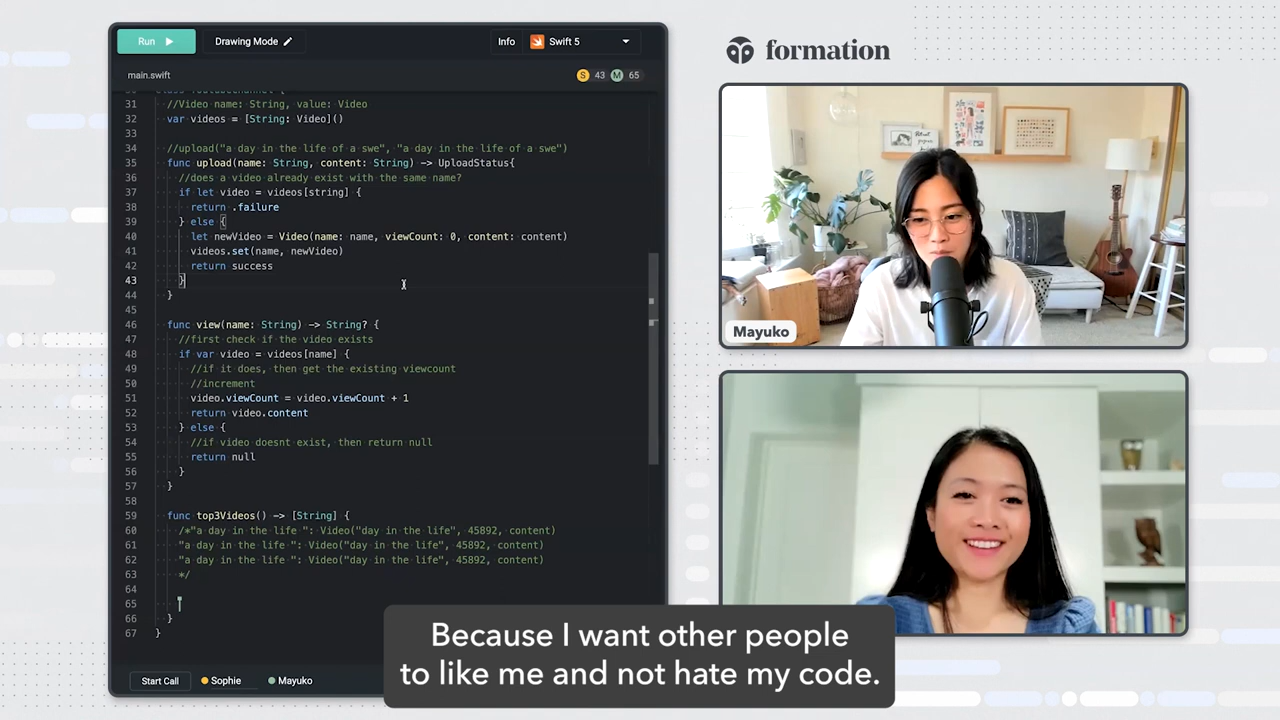 Run
Drawing Mode
Info
Swift 5
main.swift
S 43 M 65
31 //Video name: String, value: Video
32 var videos = [String: Video]()
33
34 //upload("a day in the life of a swe", "a day in the life of a swe")
35 func upload(name: String, content: String) -> UploadStatus{
36 //does a video already exist with the same name?
37 if let video = videos[string] {
38 return .failure
39 } else {
40 let newVideo = Video(name: name, viewCount: 0, content: content)
41 videos.set(name, newVideo)
42 return success
43 }
44 }
45
46 func view(name: String) -> String? {
47 //first check if the video exists
48 if var video = videos[name] {
49 //if it does, then get the existing viewcount
50 //increment
51 video.viewCount = video.viewCount + 1
52 return video.content
53 } else {
54 //if video doesnt exist, then return null
55 return null
56 }
57 }
58
59 func top3Videos() -> [String] {
60 /*"a day in the life ": Video("day in the life", 45892, content)
61 "a day in the life ": Video("day in the life", 45892, content)
62 "a day in the life ": Video("day in the life", 45892, content)
63 */
64
65
66 }
67 }
Start Call
Sophie
Mayuko
formation
Mayuko
Because I want other people
to like me and not hate my code.